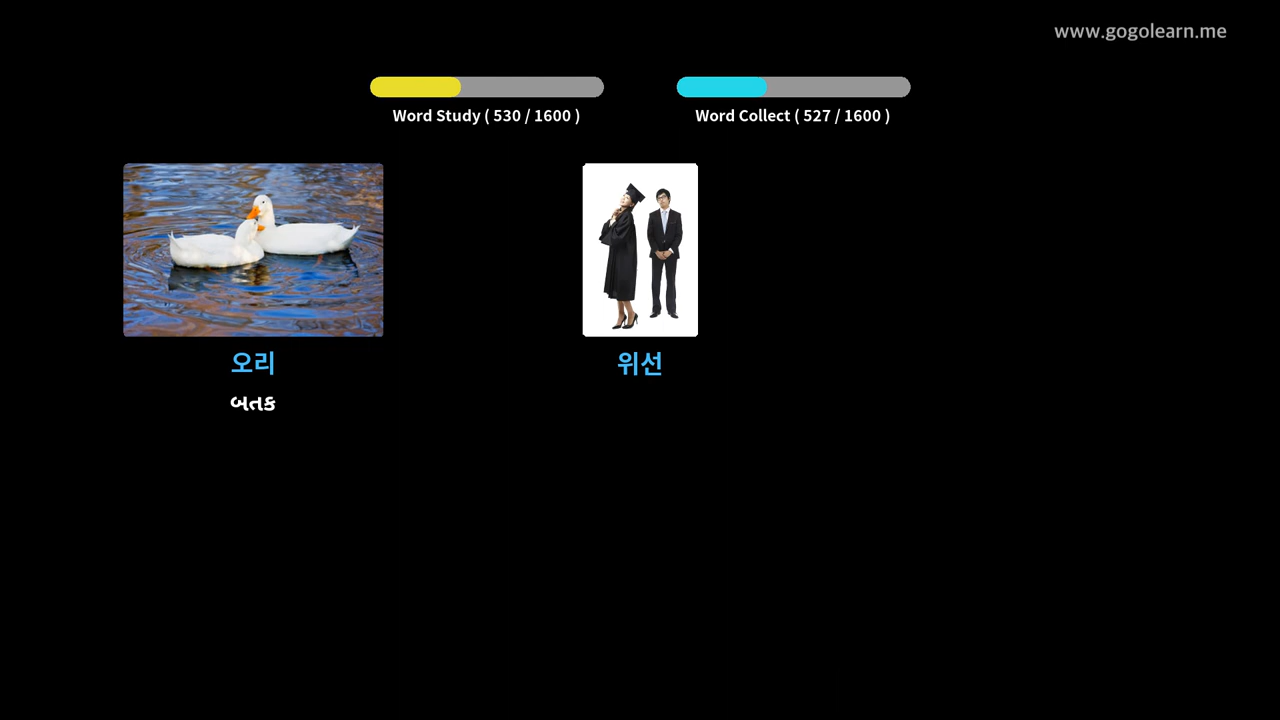 www.gogolearn.me
Word Study ( 530 / 1600 )
Word Collect ( 527 / 1600 )
오리
위선
બતક